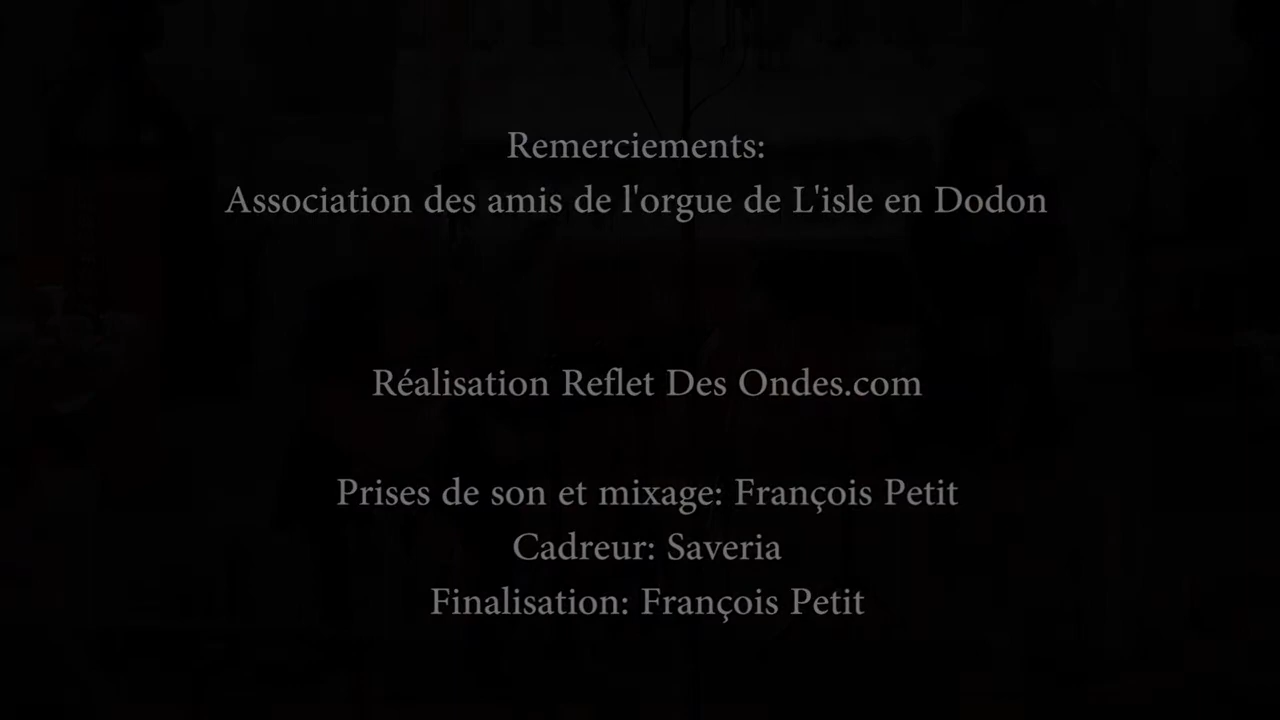 Remerciements:
Association des amis de l'orgue de L'isle en Dodon
Réalisation Reflet Des Ondes.com
Prises de son et mixage: François Petit
Cadreur: Saveria
Finalisation: François Petit